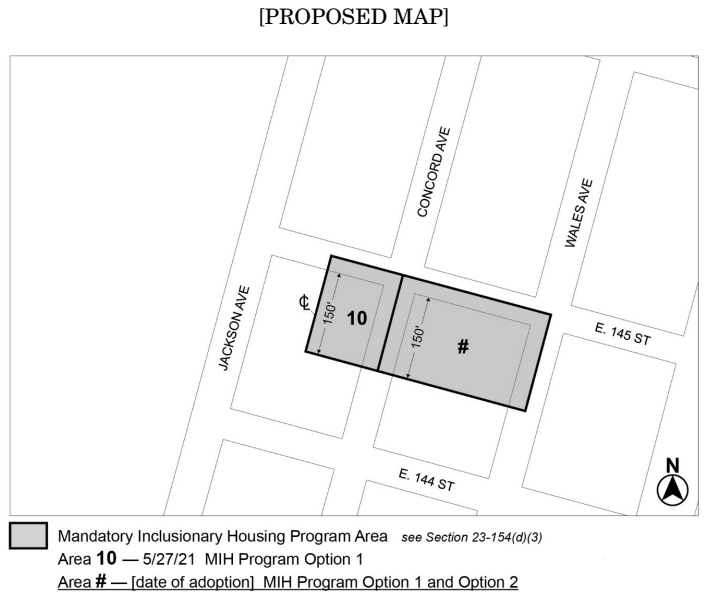 [PROPOSED MAP]
CONCORD AVE
WALES AVE
JACKSON AVE
℄
150'
10
150'
#
E. 145 ST
E. 144 ST
N
Mandatory Inclusionary Housing Program Area see Section 23-154(d)(3)
Area 10 — 5/27/21 MIH Program Option 1
Area # — [date of adoption] MIH Program Option 1 and Option 2